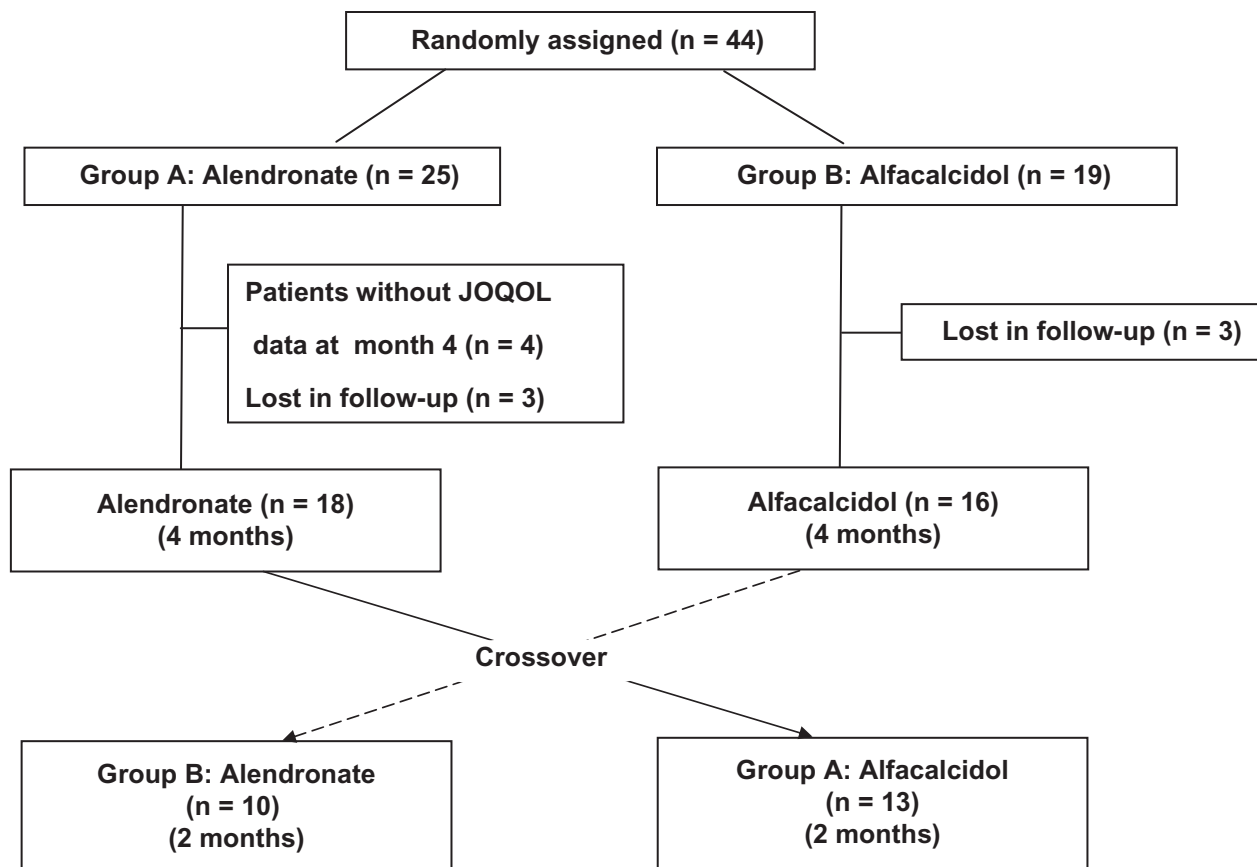 Randomly assigned (n = 44)
Group A: Alendronate (n = 25)
Group B: Alfacalcidol (n = 19)
Patients without JOQOL
data at month 4 (n = 4)
Lost in follow-up (n = 3)
Lost in follow-up (n = 3)
Alendronate (n = 18)
(4 months)
Alfacalcidol (n = 16)
(4 months)
Crossover
Group B: Alendronate
(n = 10)
(2 months)
Group A: Alfacalcidol
(n = 13)
(2 months)